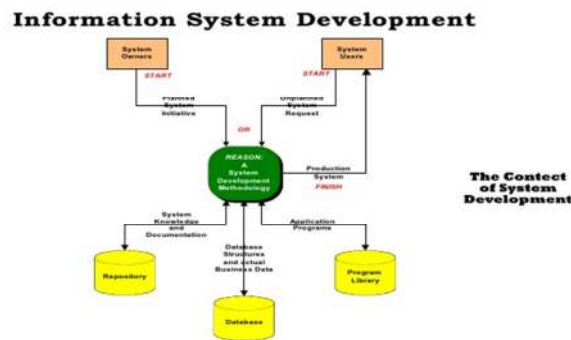 Information System Development
System
Owners
System
Users
START
START
Planned
System
Initiative
Unplanned
System
Request
OR
REASON:
A
System
Development
Methodology
Production
System
FINISH
The Contect
of System
Development
System
Knowledge
and
Documentation
Database
Structures
and actual
Business Data
Application
Programs
Repository
Database
Program
Library